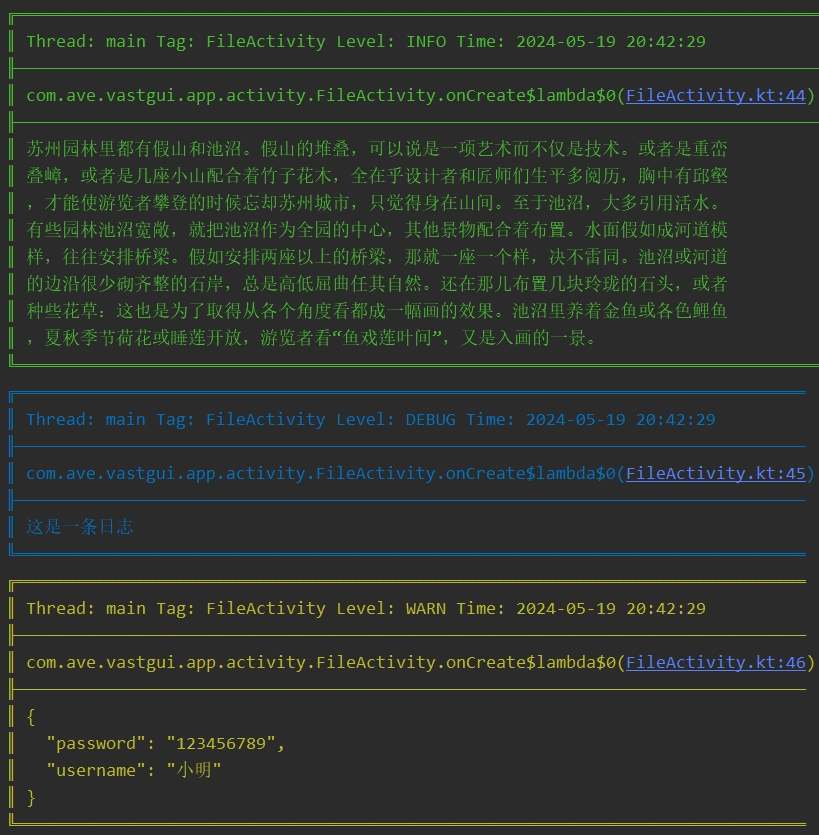 Thread: main Tag: FileActivity Level: INFO Time: 2024-05-19 20:42:29
com.ave.vastgui.app.activity.FileActivity.onCreate$lambda$0(FileActivity.kt:44)
苏州园林里都有假山和池沼。假山的堆叠，可以说是一项艺术而不仅是技术。或者是重峦
叠嶂，或者是几座小山配合着竹子花木，全在乎设计者和匠师们生平多阅历，胸中有邱壑
，才能使游览者攀登的时候忘却苏州城市，只觉得身在山间。至于池沼，大多引用活水。
有些园林池沼宽敞，就把池沼作为全园的中心，其他景物配合着布置。水面假如成河道模
样，往往安排桥梁。假如安排两座以上的桥梁，那就一座一个样，决不雷同。池沼或河道
的边沿很少砌齐整的石岸，总是高低屈曲任其自然。还在那儿布置几块玲珑的石头，或者
种些花草：这也是为了取得从各个角度看都成一幅画的效果。池沼里养着金鱼或各色鲤鱼
，夏秋季节荷花或睡莲开放，游览者看“鱼戏莲叶间”，又是入画的一景。
Thread: main Tag: FileActivity Level: DEBUG Time: 2024-05-19 20:42:29
com.ave.vastgui.app.activity.FileActivity.onCreate$lambda$0(FileActivity.kt:45)
这是一条日志
Thread: main Tag: FileActivity Level: WARN Time: 2024-05-19 20:42:29
com.ave.vastgui.app.activity.FileActivity.onCreate$lambda$0(FileActivity.kt:46)
{
  "password": "123456789",
  "username": "小明"
}